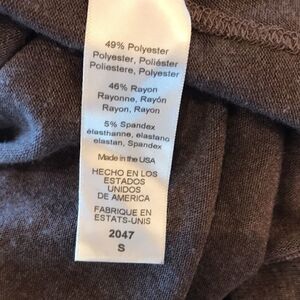 49% Polyester
Polyester, Poliéster
Poliestere, Polyester
46% Rayon
Rayonne, Rayón
Rayon, Rayon
5% Spandex
élasthanne, elastano
elastan, Spandex
Made in the USA
HECHO EN LOS
ESTADOS
UNIDOS
DE AMERICA
FABRIQUE EN
ESTATS-UNIS
2047
S